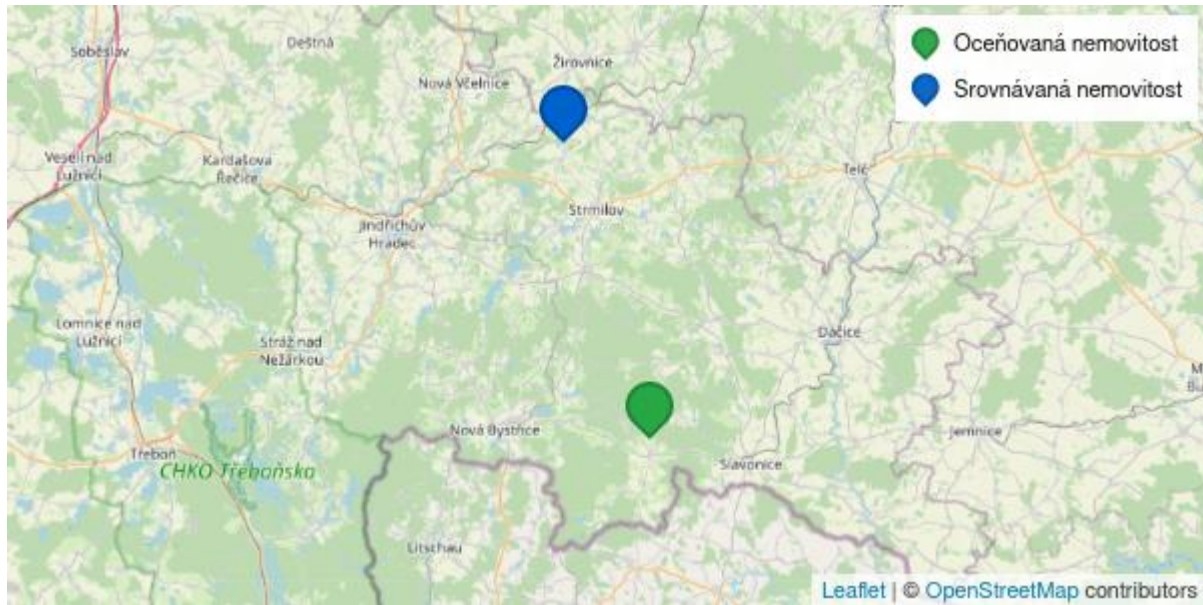 Oceňovaná nemovitost
Srovnávaná nemovitost
Soběslav
Deštná
Žirovnice
Nová Včelnice
Veselí nad
Lužnicí
Kardašova
Řečice
Telč
Strmilov
Jindřichův
Hradec
Lomnice nad
Lužnicí
Stráž nad
Nežárkou
Dačice
Nová Bystřice
Jemnice
Třeboň
CHKO Třeboňsko
Slavonice
Litschau
Leaflet | © OpenStreetMap contributors